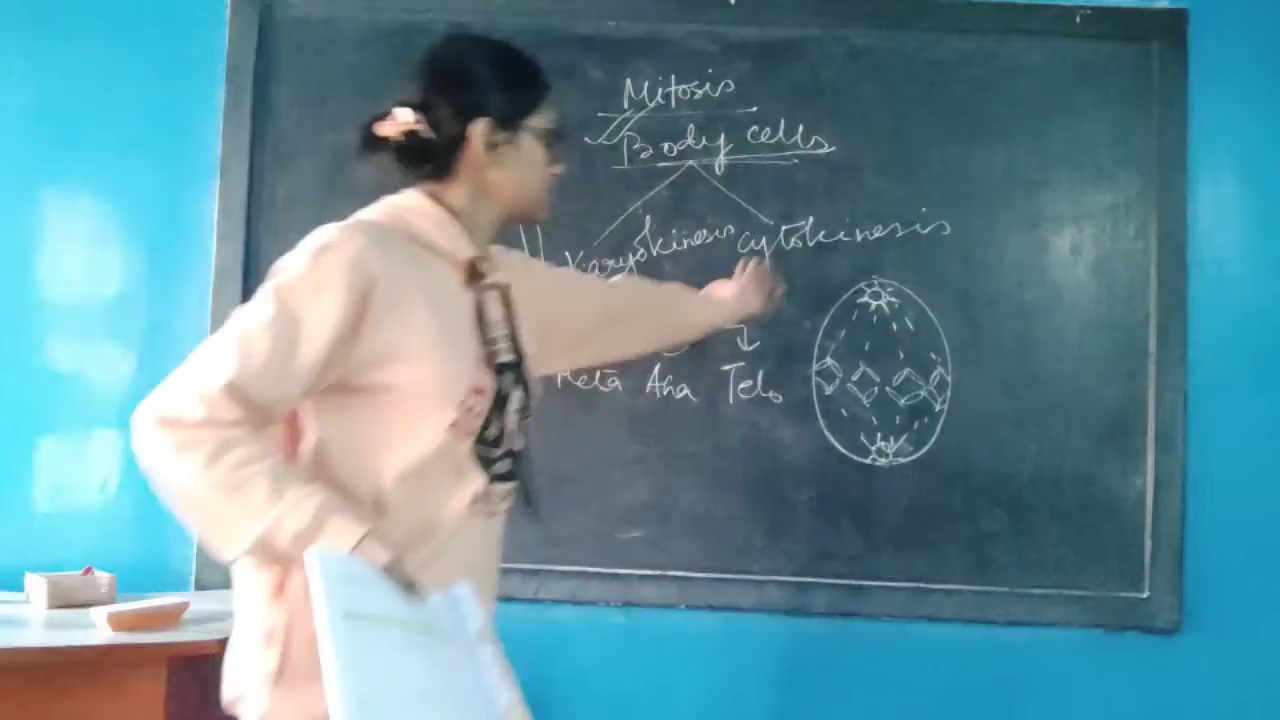 Mitosis
Body cells
Karyokinesis cytokinesis
Meta Ana Telo